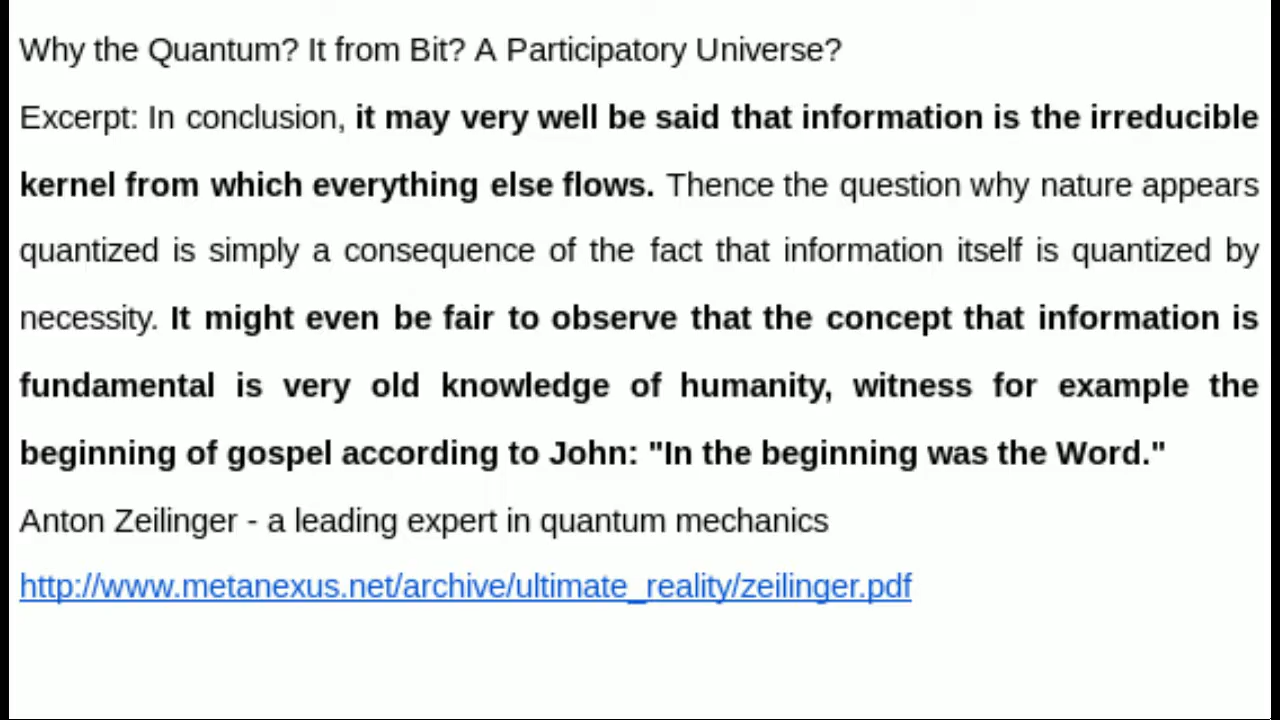 Why the Quantum? It from Bit? A Participatory Universe?
Excerpt: In conclusion, it may very well be said that information is the irreducible
kernel from which everything else flows. Thence the question why nature appears
quantized is simply a consequence of the fact that information itself is quantized by
necessity. It might even be fair to observe that the concept that information is
fundamental is very old knowledge of humanity, witness for example the
beginning of gospel according to John: "In the beginning was the Word."
Anton Zeilinger - a leading expert in quantum mechanics
http://www.metanexus.net/archive/ultimate_reality/zeilinger.pdf